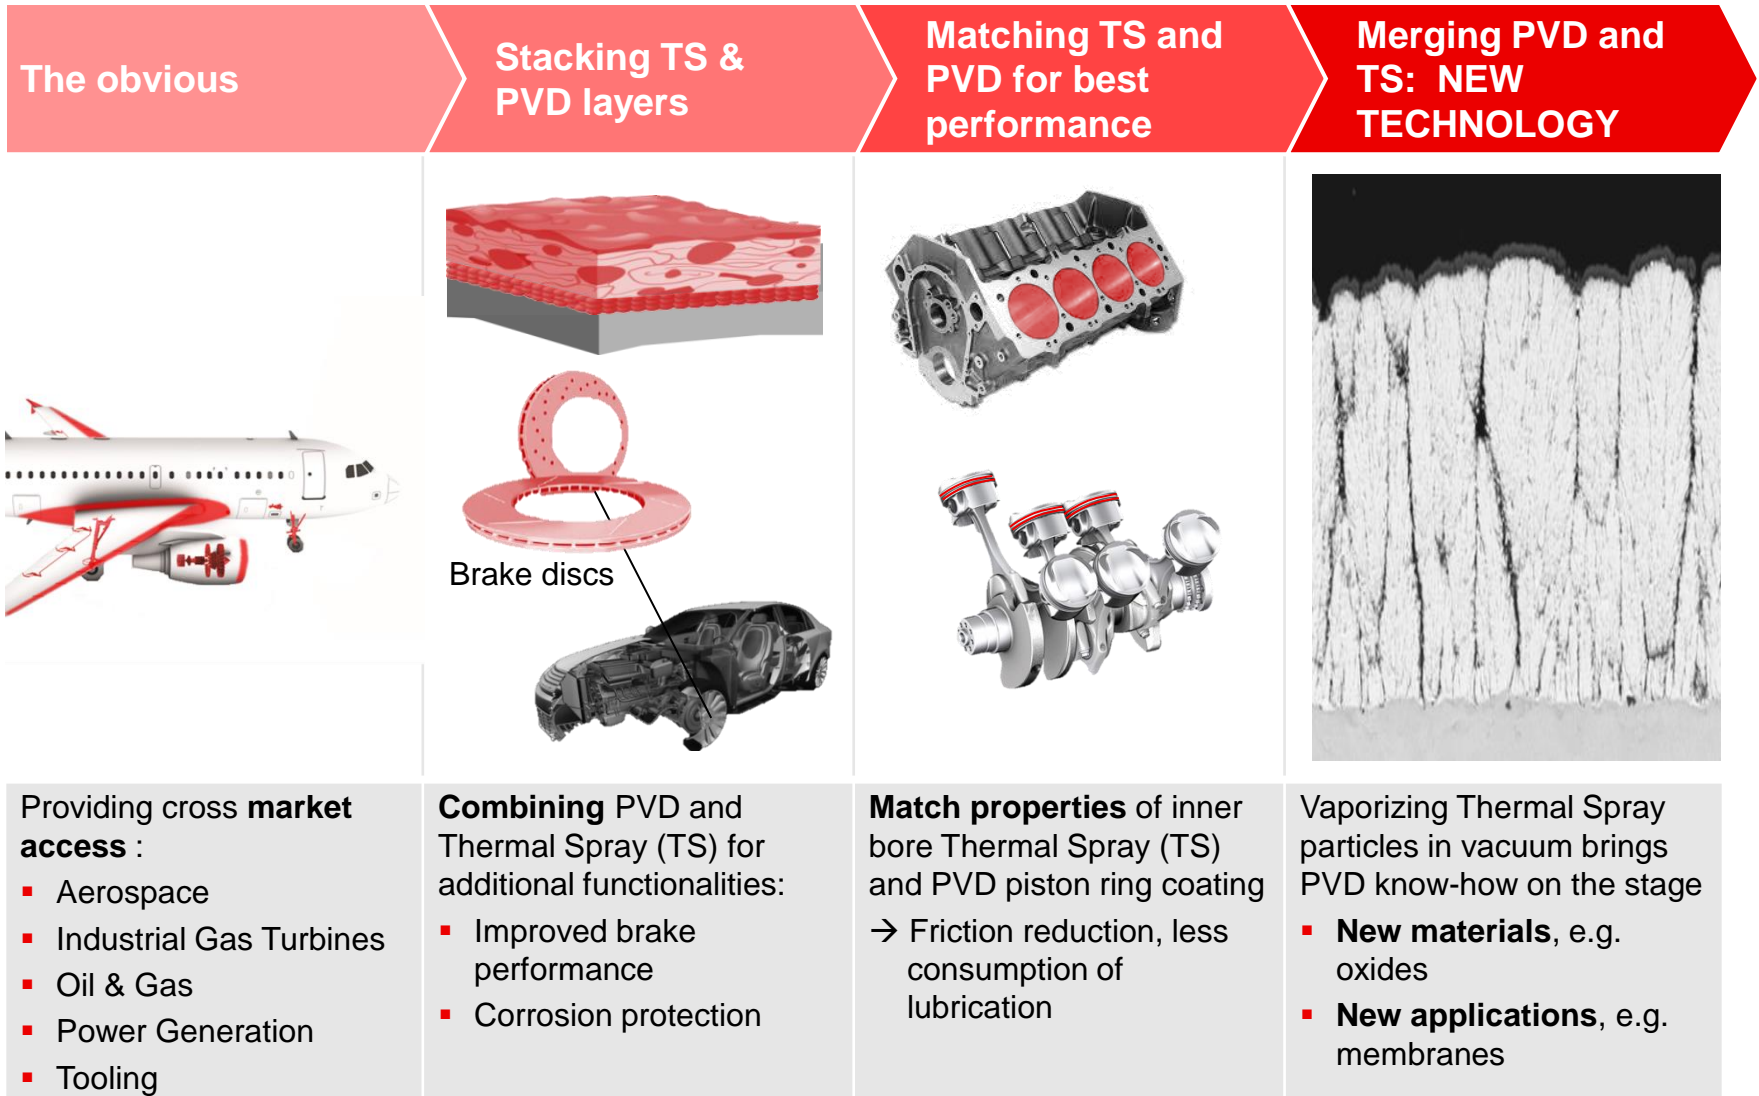 The obvious
Stacking TS &
PVD layers
Matching TS and
PVD for best
performance
Merging PVD and
TS:  NEW
TECHNOLOGY
Brake discs
Providing cross market
access :
▪ Aerospace
▪ Industrial Gas Turbines
▪ Oil & Gas
▪ Power Generation
▪ Tooling
Combining PVD and
Thermal Spray (TS) for
additional functionalities:
▪ Improved brake
performance
▪ Corrosion protection
Match properties of inner
bore Thermal Spray (TS)
and PVD piston ring coating
→ Friction reduction, less
consumption of
lubrication
Vaporizing Thermal Spray
particles in vacuum brings
PVD know-how on the stage
▪ New materials, e.g.
oxides
▪ New applications, e.g.
membranes